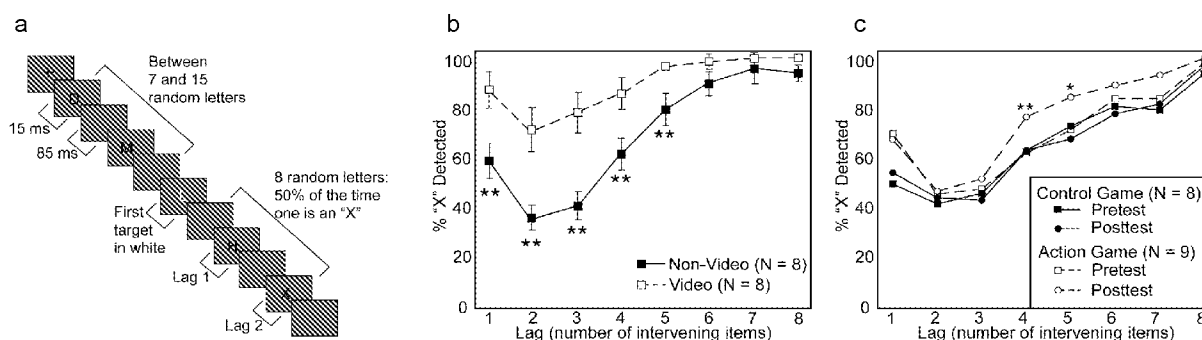 a
Between
7 and 15
random letters
D
M
15 ms
85 ms
8 random letters:
50% of the time
one is an “X”
First
target
in white
N
Lag 1
X
Lag 2
b
% “X” Detected
100
80
60
40
20
0
**
**
**
**
**
Non-Video (N = 8)
Video (N = 8)
1 2 3 4 5 6 7 8
Lag (number of intervening items)
c
% “X” Detected
100
80
60
40
20
0
**
*
Control Game (N = 8)
Pretest
Posttest
Action Game (N = 9)
Pretest
Posttest
1 2 3 4 5 6 7 8
Lag (number of intervening items)